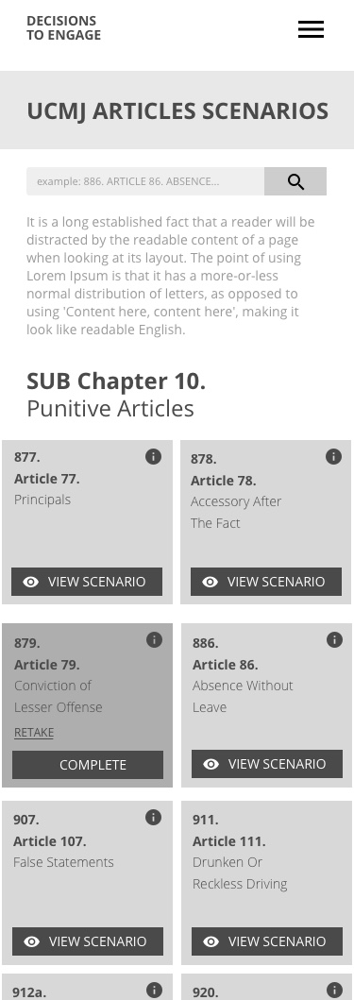 DECISIONS
TO ENGAGE
UCMJ ARTICLES SCENARIOS
example: 886. ARTICLE 86. ABSENCE...
It is a long established fact that a reader will be
distracted by the readable content of a page
when looking at its layout. The point of using
Lorem Ipsum is that it has a more-or-less
normal distribution of letters, as opposed to
using 'Content here, content here', making it
look like readable English.
SUB Chapter 10.
Punitive Articles
877.
Article 77.
Principals
VIEW SCENARIO
878.
Article 78.
Accessory After
The Fact
VIEW SCENARIO
879.
Article 79.
Conviction of
Lesser Offense
RETAKE
COMPLETE
886.
Article 86.
Absence Without
Leave
VIEW SCENARIO
907.
Article 107.
False Statements
VIEW SCENARIO
911.
Article 111.
Drunken Or
Reckless Driving
VIEW SCENARIO
912a.
920.